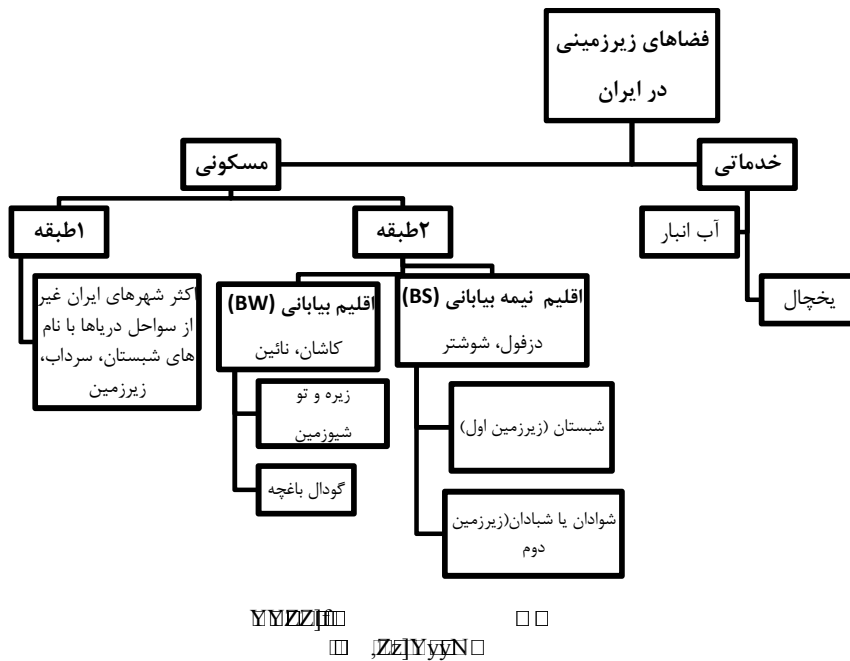 فضاهای زیرزمینی
در ایران
خدماتی
مسکونی
آب انبار
یخچال
۲طبقه
۱طبقه
اقلیم نیمه بیابانی (BS)
دزفول، شوشتر
شبستان (زیرزمین اول)
شوادان یا شبادان(زیرزمین
دوم
اقلیم بیابانی (BW)
کاشان، نائین
زیره و تو
شیوزمین
گودال باغچه
اکثر شهرهای ایران غیر
از سواحل دریاها با نام
های شبستان، سرداب،
زیرزمین